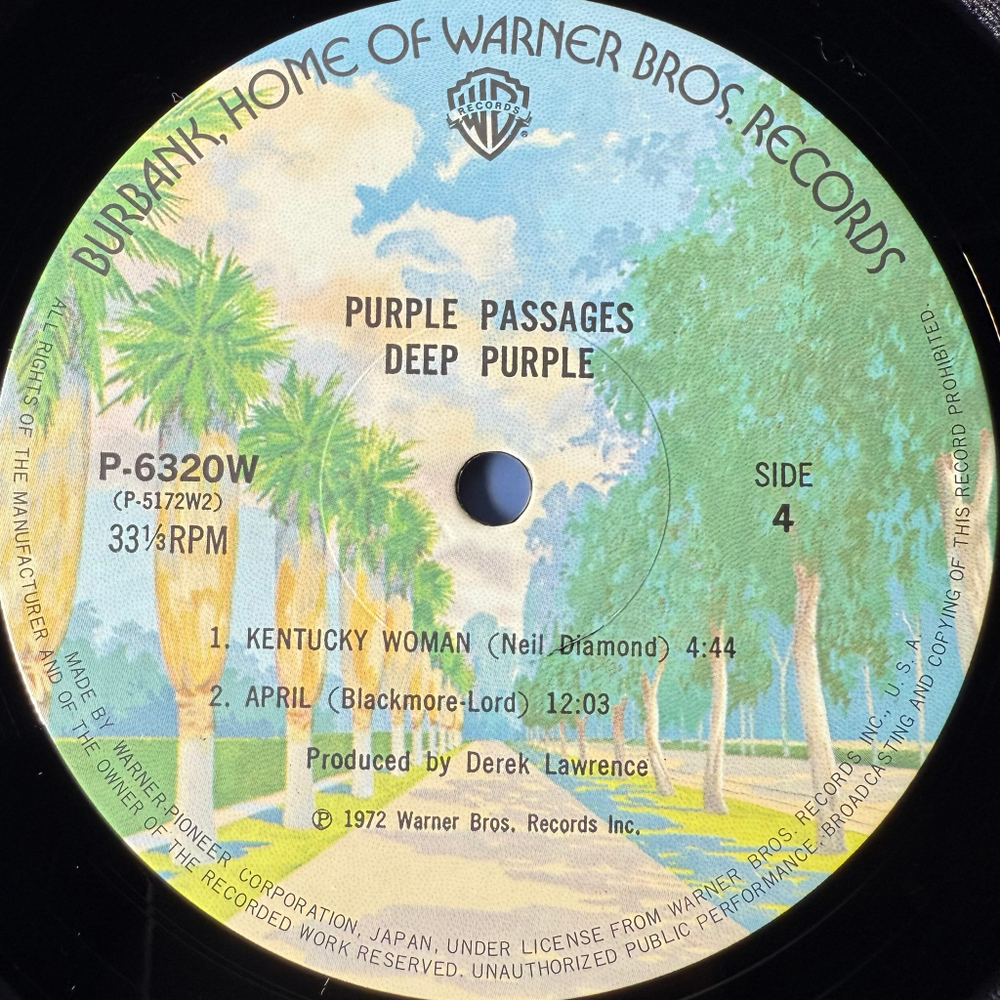 BURBANK, HOME OF WARNER BROS. RECORDS
RECORDS
PURPLE PASSAGES
DEEP PURPLE
P-6320W
(P-5172W2)
33⅓RPM
SIDE
4
1. KENTUCKY WOMAN (Neil Diamond) 4:44
2. APRIL (Blackmore-Lord) 12:03
Produced by Derek Lawrence
℗ 1972 Warner Bros. Records Inc.
MADE BY WARNER-PIONEER CORPORATION, JAPAN, UNDER LICENSE FROM WARNER BROS. RECORDS INC., U. S. A.
ALL RIGHTS OF THE MANUFACTURER AND OF THE OWNER OF THE RECORDED WORK RESERVED. UNAUTHORIZED PUBLIC PERFORMANCE, BROADCASTING AND COPYING OF THIS RECORD PROHIBITED.